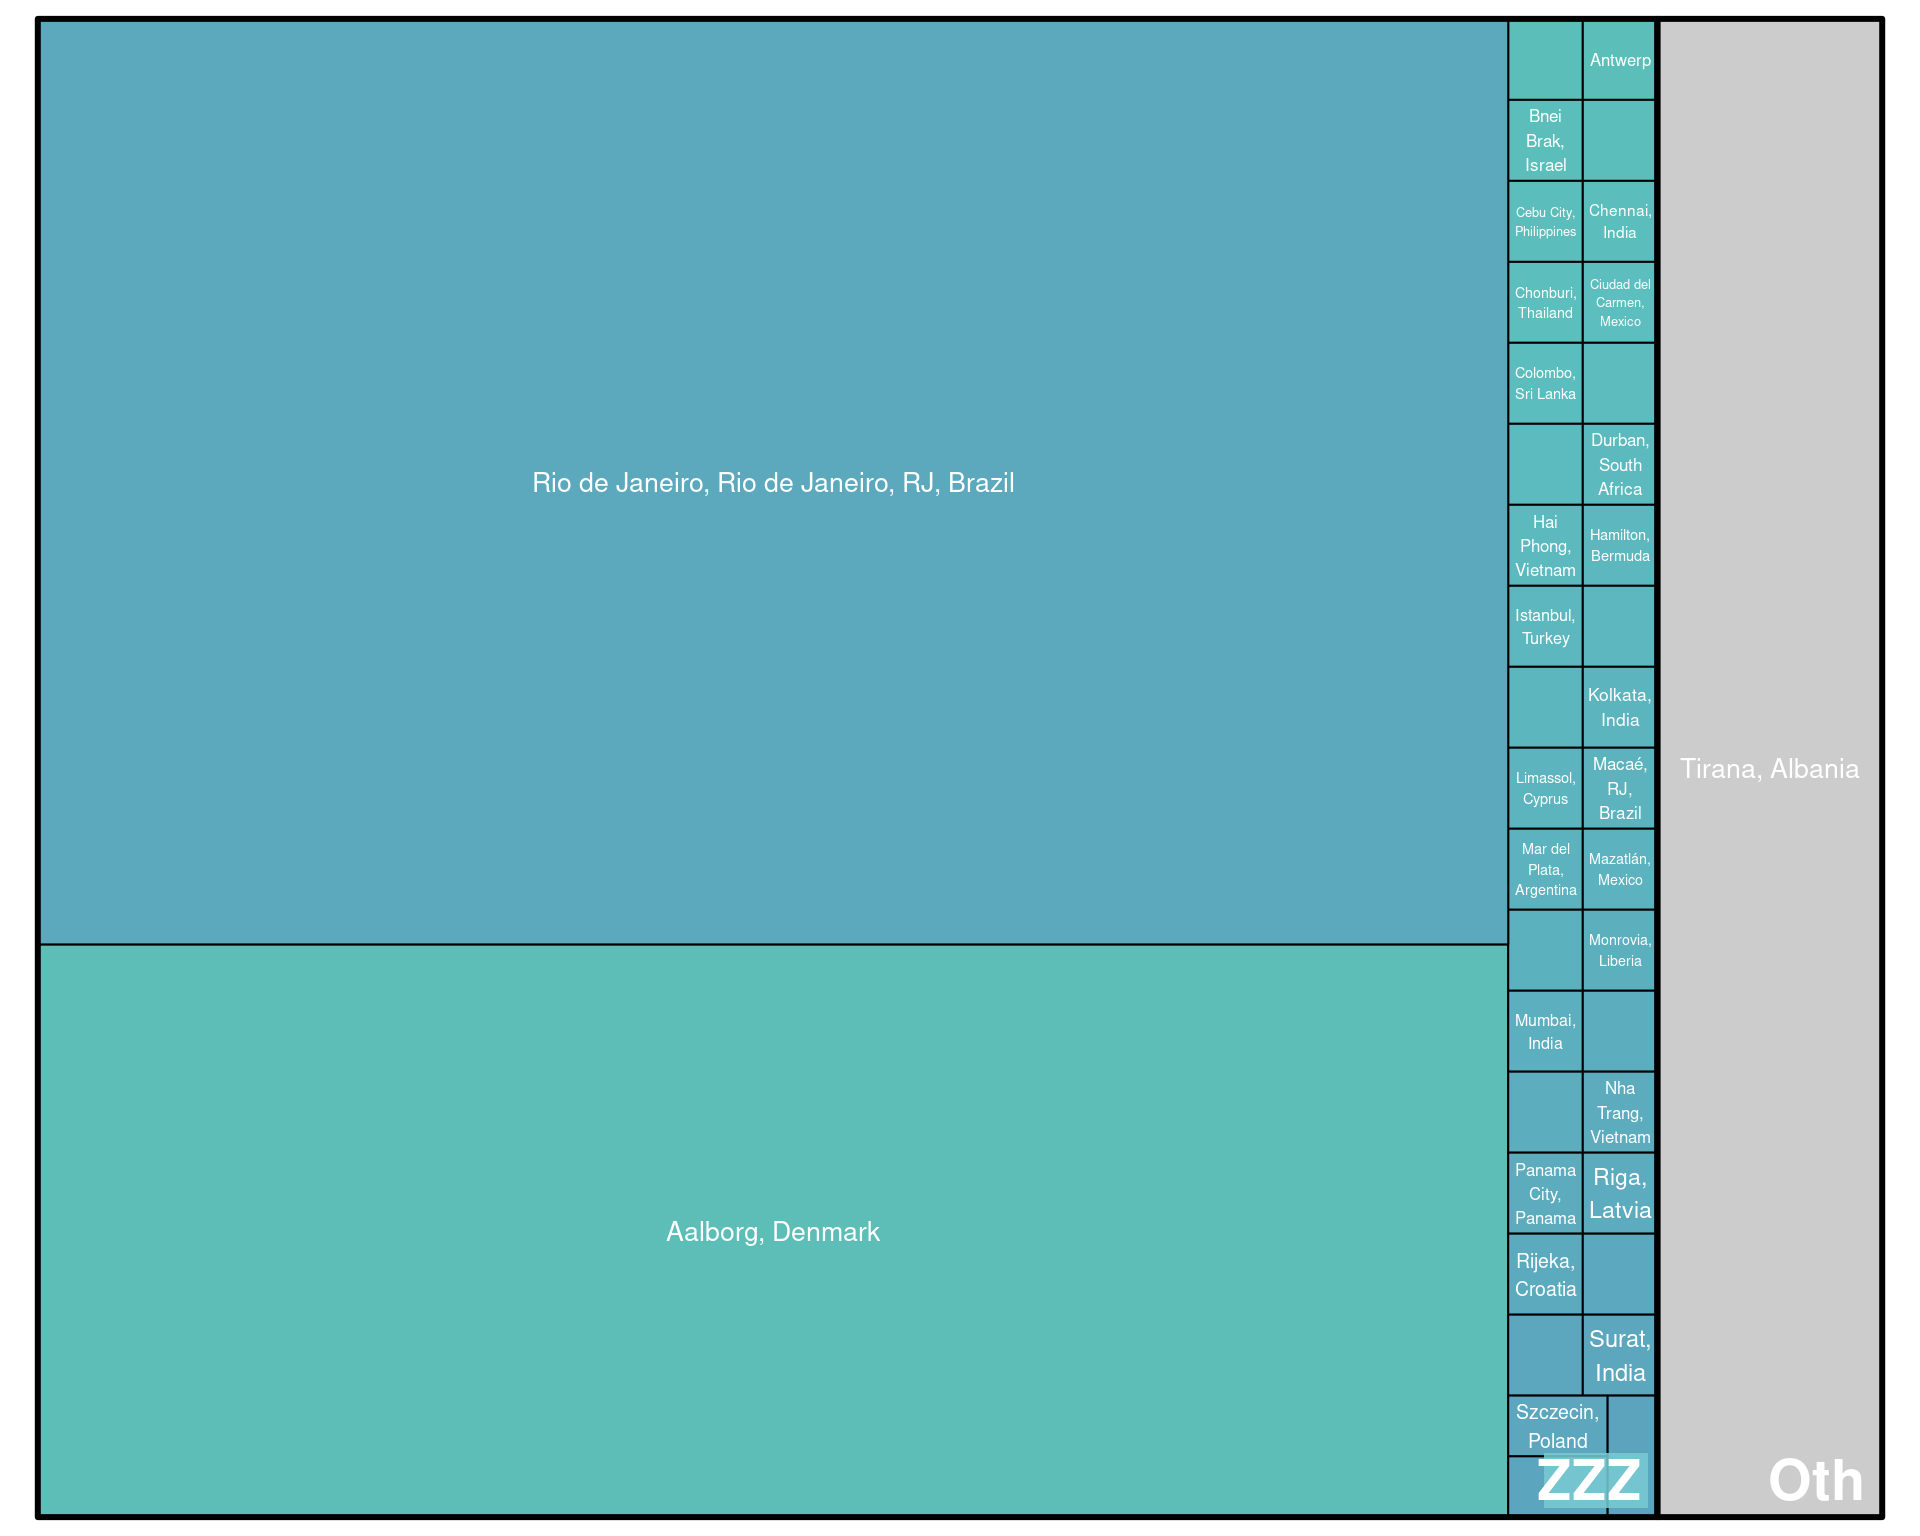 Rio de Janeiro, Rio de Janeiro, RJ, Brazil
Aalborg, Denmark
Antwerp
Bnei
Brak,
Israel
Cebu City,
Philippines
Chennai,
India
Chonburi,
Thailand
Ciudad del
Carmen,
Mexico
Colombo,
Sri Lanka
Durban,
South
Africa
Hai
Phong,
Vietnam
Hamilton,
Bermuda
Istanbul,
Turkey
Kolkata,
India
Limassol,
Cyprus
Macaé,
RJ,
Brazil
Mar del
Plata,
Argentina
Mazatlán,
Mexico
Monrovia,
Liberia
Mumbai,
India
Nha
Trang,
Vietnam
Panama
City,
Panama
Riga,
Latvia
Rijeka,
Croatia
Surat,
India
Szczecin,
Poland
ZZZ
Tirana, Albania
Oth